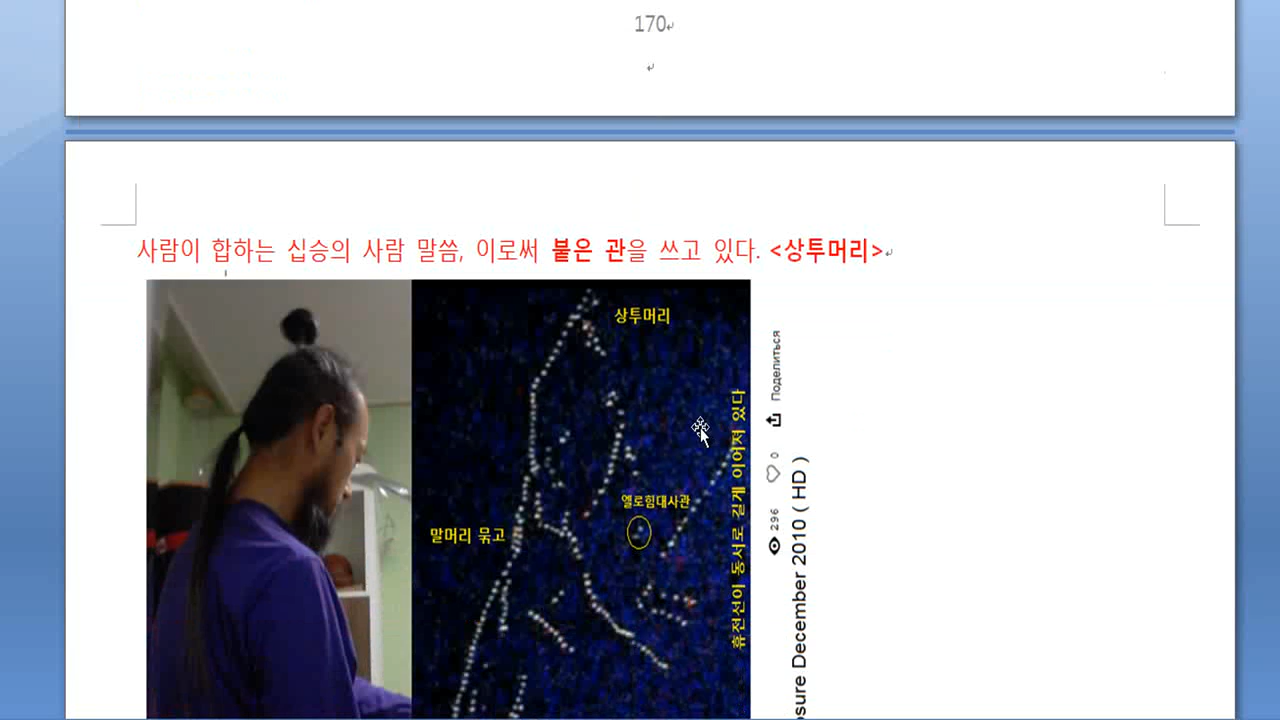 170
사람이 합하는 십승의 사람 말씀, 이로써 붙은 관을 쓰고 있다. <상투머리>
상투머리
옐로힘대사관
말머리 묶고
휴전선이 동서로 길게 이어져 있다
Поделиться
0
296
osure December 2010 ( HD )